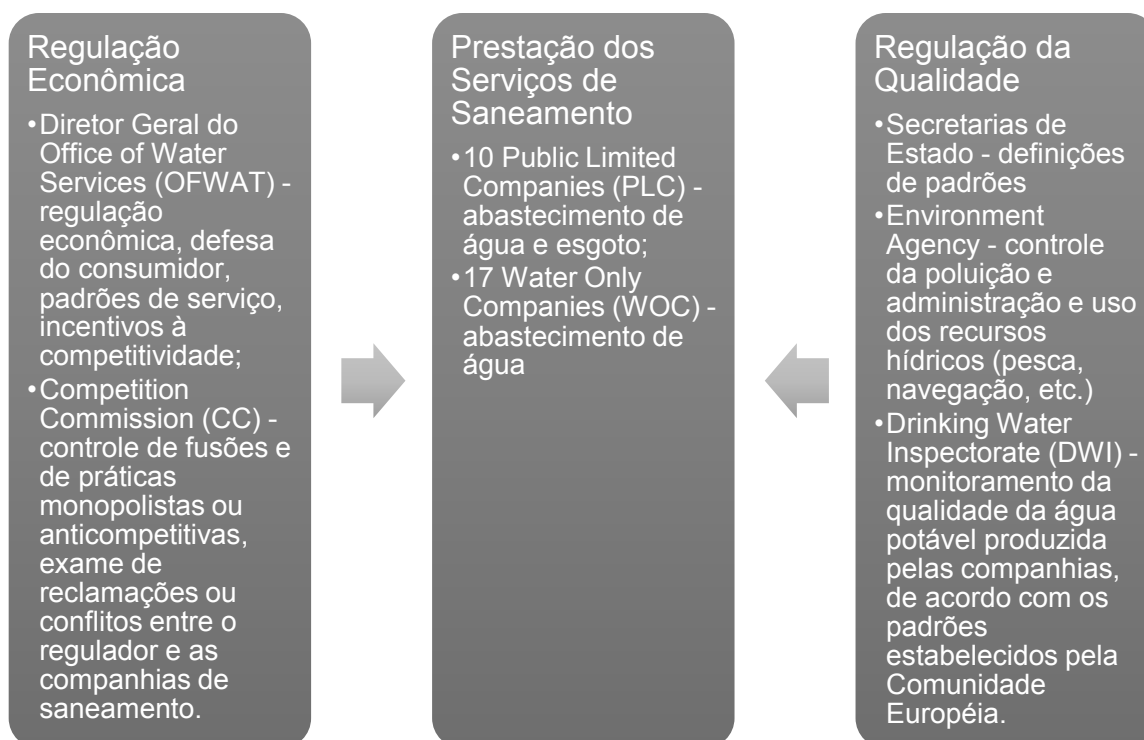 Regulação
Econômica
•Diretor Geral do
Office of Water
Services (OFWAT) -
regulação
econômica, defesa
do consumidor,
padrões de serviço,
incentivos à
competitividade;
•Competition
Commission (CC) -
controle de fusões e
de práticas
monopolistas ou
anticompetitivas,
exame de
reclamações ou
conflitos entre o
regulador e as
companhias de
saneamento.
Prestação dos
Serviços de
Saneamento
•10 Public Limited
Companies (PLC) -
abastecimento de
água e esgoto;
•17 Water Only
Companies (WOC) -
abastecimento de
água
Regulação da
Qualidade
•Secretarias de
Estado - definições
de padrões
•Environment
Agency - controle
da poluição e
administração e uso
dos recursos
hídricos (pesca,
navegação, etc.)
•Drinking Water
Inspectorate (DWI) -
monitoramento da
qualidade da água
potável produzida
pelas companhias,
de acordo com os
padrões
estabelecidos pela
Comunidade
Européia.